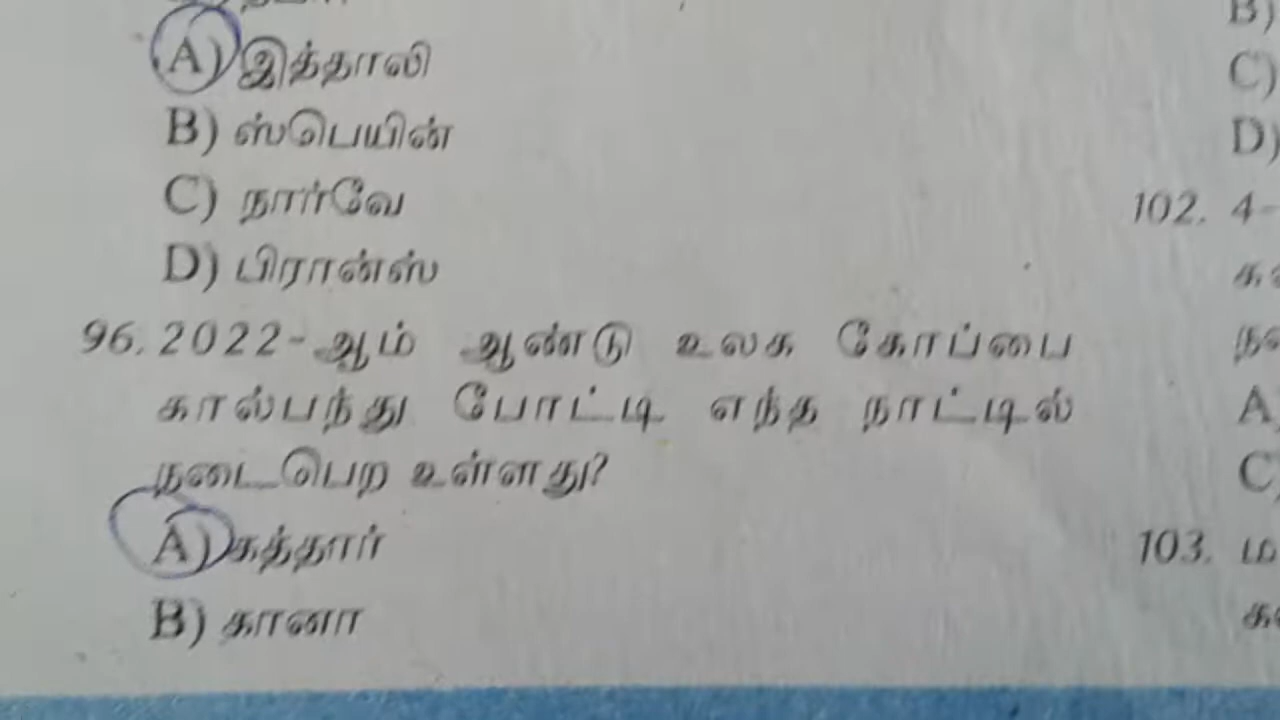 A) இத்தாலி
B) ஸ்பெயின்
C) நார்வே
D) பிரான்ஸ்
96. 2022-ஆம் ஆண்டு உலக கோப்பை
கால்பந்து போட்டி எந்த நாட்டில்
நடைபெற உள்ளது?
A) கத்தார்
B) கானா
B)
C)
D)
102. 4-
A
C
103.